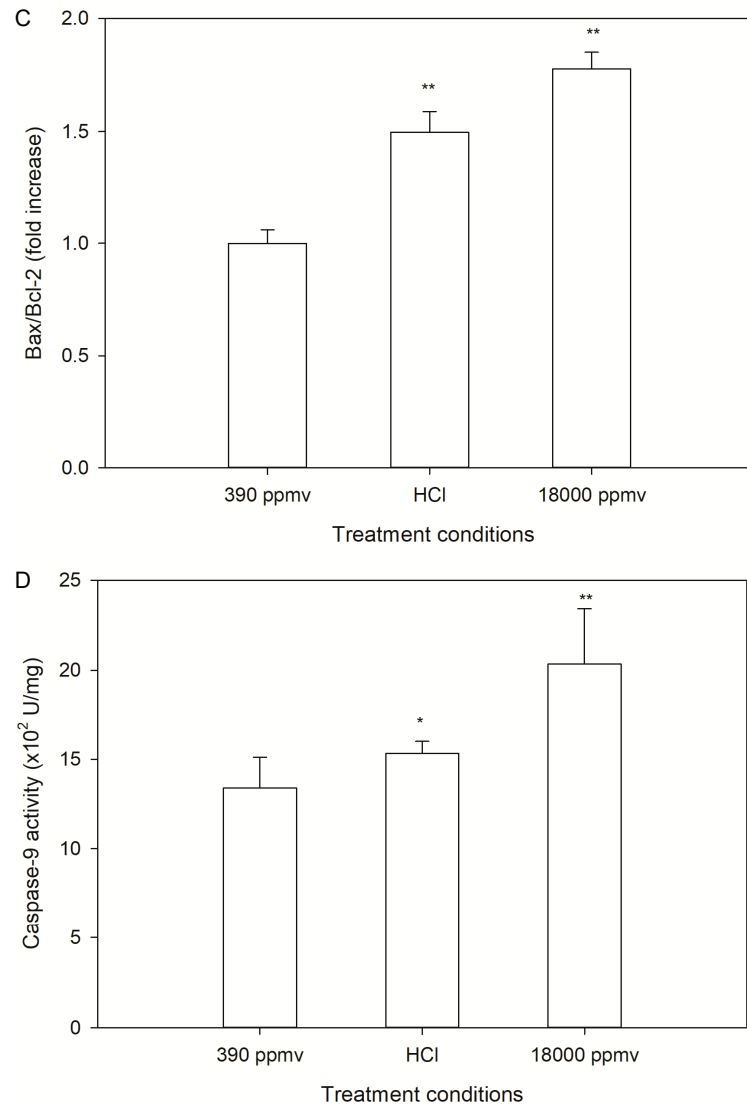 C
2.0
**
**
1.5
1.0
0.5
0.0
Bax/Bcl-2 (fold increase)
390 ppmv HCl 18000 ppmv
Treatment conditions
D
25
**
20
*
15
10
5
0
Caspase-9 activity (x10² U/mg)
390 ppmv HCl 18000 ppmv
Treatment conditions